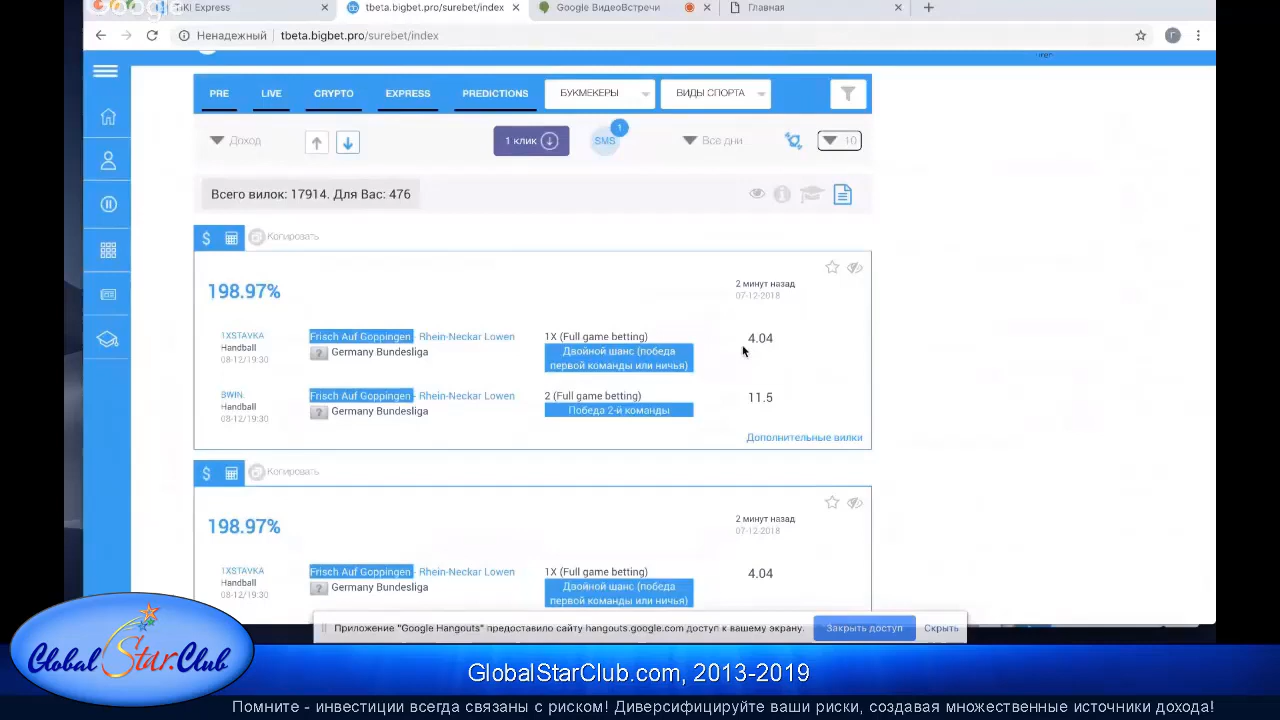 Google
TaKI Express
tbeta.bigbet.pro/surebet/index
Google ВидеоВстречи
Главная
Ненадежный
tbeta.bigbet.pro/surebet/index
Г
PRE
LIVE
CRYPTO
EXPRESS
PREDICTIONS
БУКМЕКЕРЫ
ВИДЫ СПОРТА
Доход
1 клик
SMS
1
Все дни
10
Всего вилок: 17914. Для Вас: 476
$
Копировать
198.97%
2 минут назад
07-12-2018
1XSTAVKA
Handball
08-12/19:30
Frisch Auf Goppingen - Rhein-Neckar Lowen
Germany Bundesliga
1X (Full game betting)
Двойной шанс (победа
первой команды или ничья)
4.04
BWIN
Handball
08-12/19:30
Frisch Auf Goppingen - Rhein-Neckar Lowen
Germany Bundesliga
2 (Full game betting)
Победа 2-й команды
11.5
Дополнительные вилки
$
Копировать
198.97%
2 минут назад
07-12-2018
1XSTAVKA
Handball
08-12/19:30
Frisch Auf Goppingen - Rhein-Neckar Lowen
Germany Bundesliga
1X (Full game betting)
Двойной шанс (победа
первой команды или ничья)
4.04
Приложение "Google Hangouts" предоставило сайту hangouts.google.com доступ к вашему экрану.
Закрыть доступ
Скрыть
Global Star.Club
GlobalStarClub.com, 2013-2019
Помните - инвестиции всегда связаны с риском! Диверсифицируйте ваши риски, создавая множественные источники дохода!